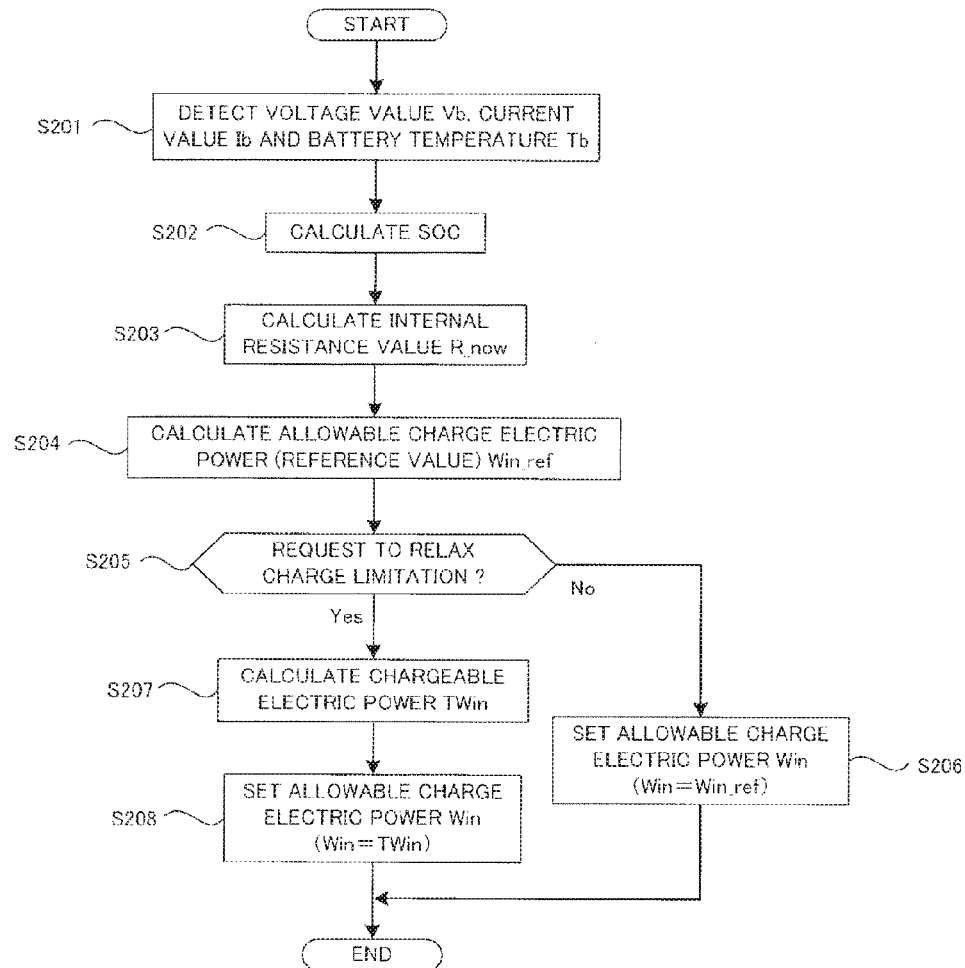 START
S201
DETECT VOLTAGE VALUE Vb, CURRENT
VALUE Ib AND BATTERY TEMPERATURE Tb
S202
CALCULATE SOC
S203
CALCULATE INTERNAL
RESISTANCE VALUE R_now
S204
CALCULATE ALLOWABLE CHARGE ELECTRIC
POWER (REFERENCE VALUE) Win_ref
S205
REQUEST TO RELAX
CHARGE LIMITATION ?
No
Yes
S207
CALCULATE CHARGEABLE
ELECTRIC POWER TWin
SET ALLOWABLE CHARGE
ELECTRIC POWER Win
(Win=Win_ref)
S206
S208
SET ALLOWABLE CHARGE
ELECTRIC POWER Win
(Win=TWin)
END